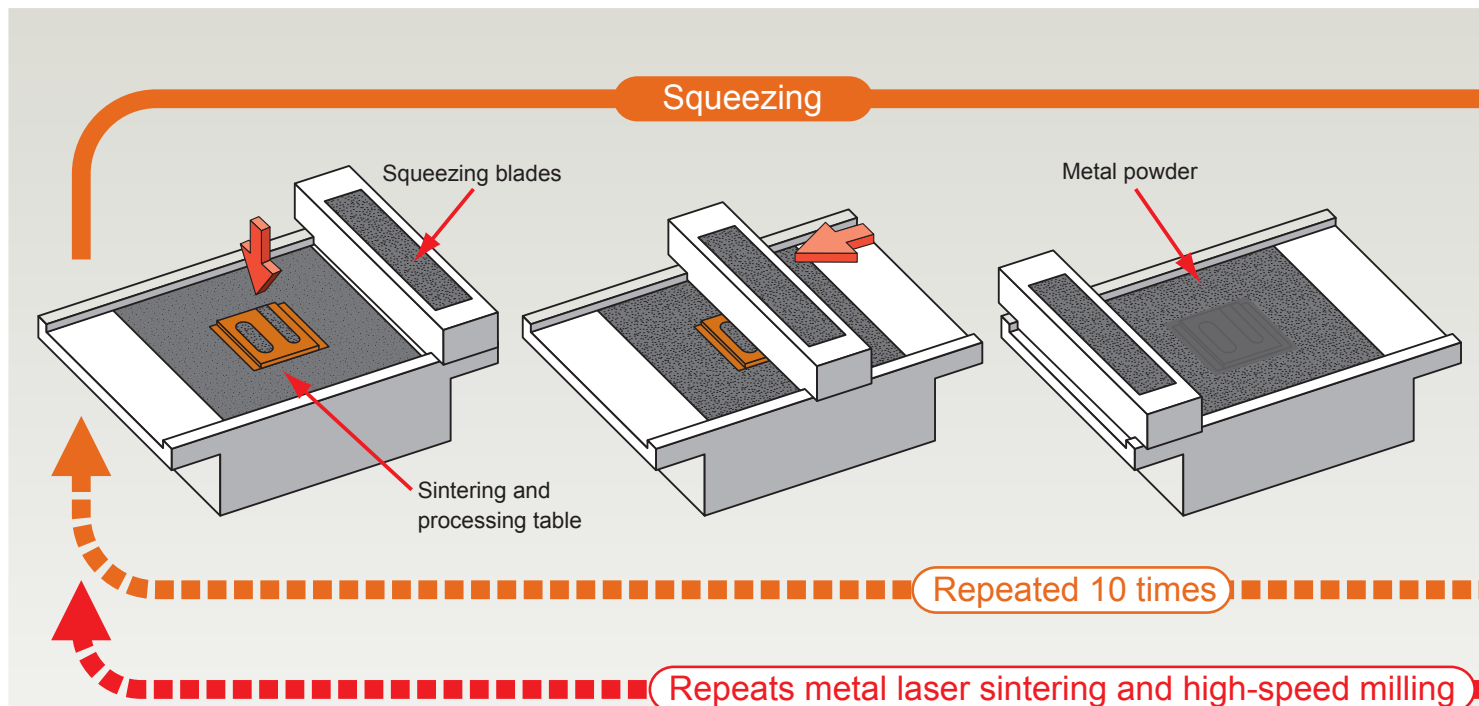 Squeezing
Squeezing blades
Metal powder
Sintering and
processing table
Repeated 10 times
Repeats metal laser sintering and high-speed milling